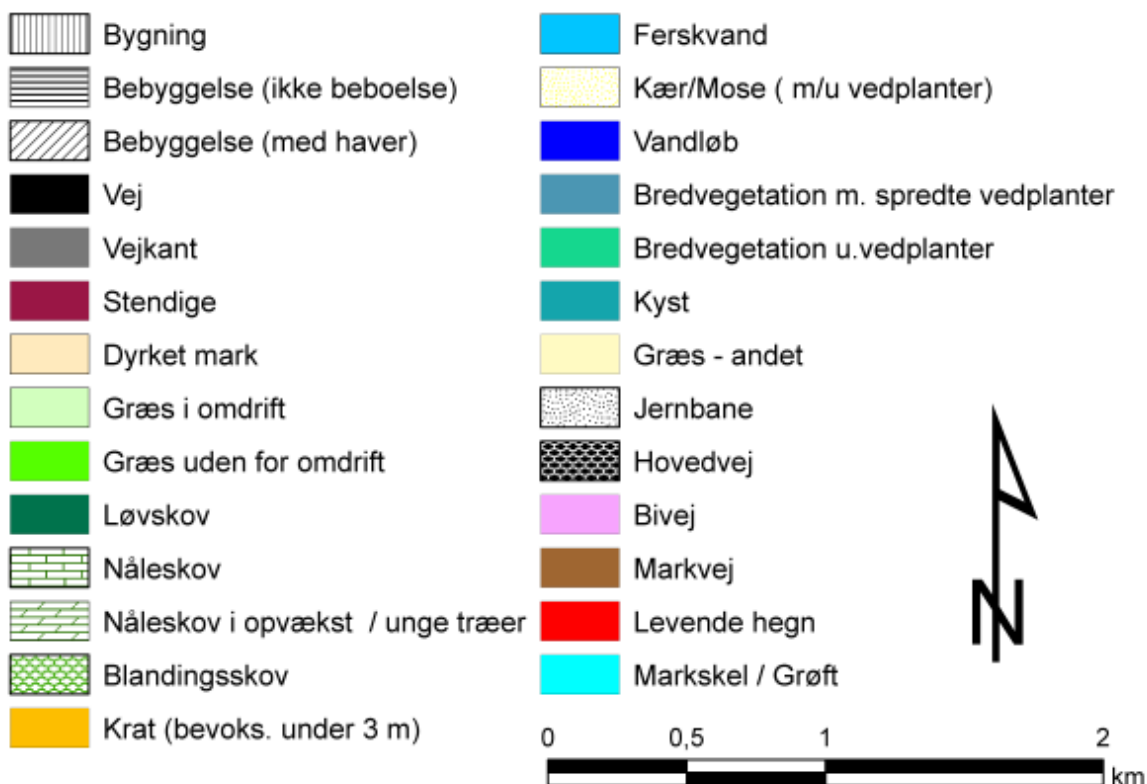 Bygning
Bebyggelse (ikke beboelse)
Bebyggelse (med haver)
Vej
Vejkant
Stendige
Dyrket mark
Græs i omdrift
Græs uden for omdrift
Løvskov
Nåleskov
Nåleskov i opvækst / unge træer
Blandingsskov
Krat (bevoks. under 3 m)
Ferskvand
Kær/Mose ( m/u vedplanter)
Vandløb
Bredvegetation m. spredte vedplanter
Bredvegetation u.vedplanter
Kyst
Græs - andet
Jernbane
Hovedvej
Bivej
Markvej
Levende hegn
Markskel / Grøft
N
0 0,5 1 2
km